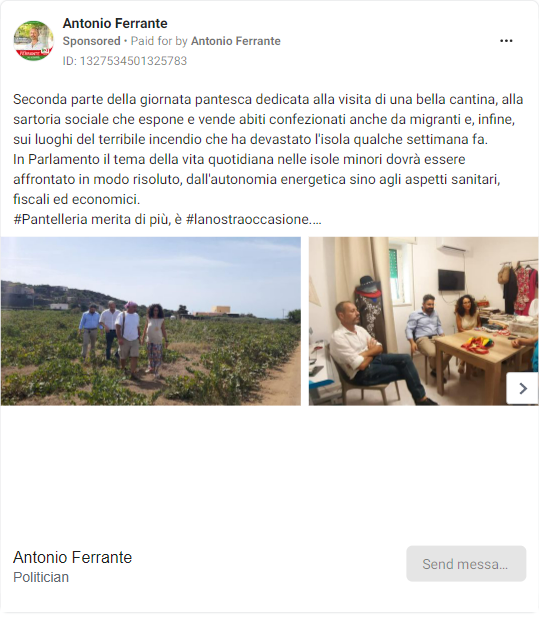 Antonio Ferrante
Sponsored • Paid for by Antonio Ferrante
ID: 1327534501325783
Seconda parte della giornata pantesca dedicata alla visita di una bella cantina, alla
sartoria sociale che espone e vende abiti confezionati anche da migranti e, infine,
sui luoghi del terribile incendio che ha devastato l'isola qualche settimana fa.
In Parlamento il tema della vita quotidiana nelle isole minori dovrà essere
affrontato in modo risoluto, dall'autonomia energetica sino agli aspetti sanitari,
fiscali ed economici.
#Pantelleria merita di più, è #lanostraoccasione....
Antonio Ferrante
Politician
Send messa...